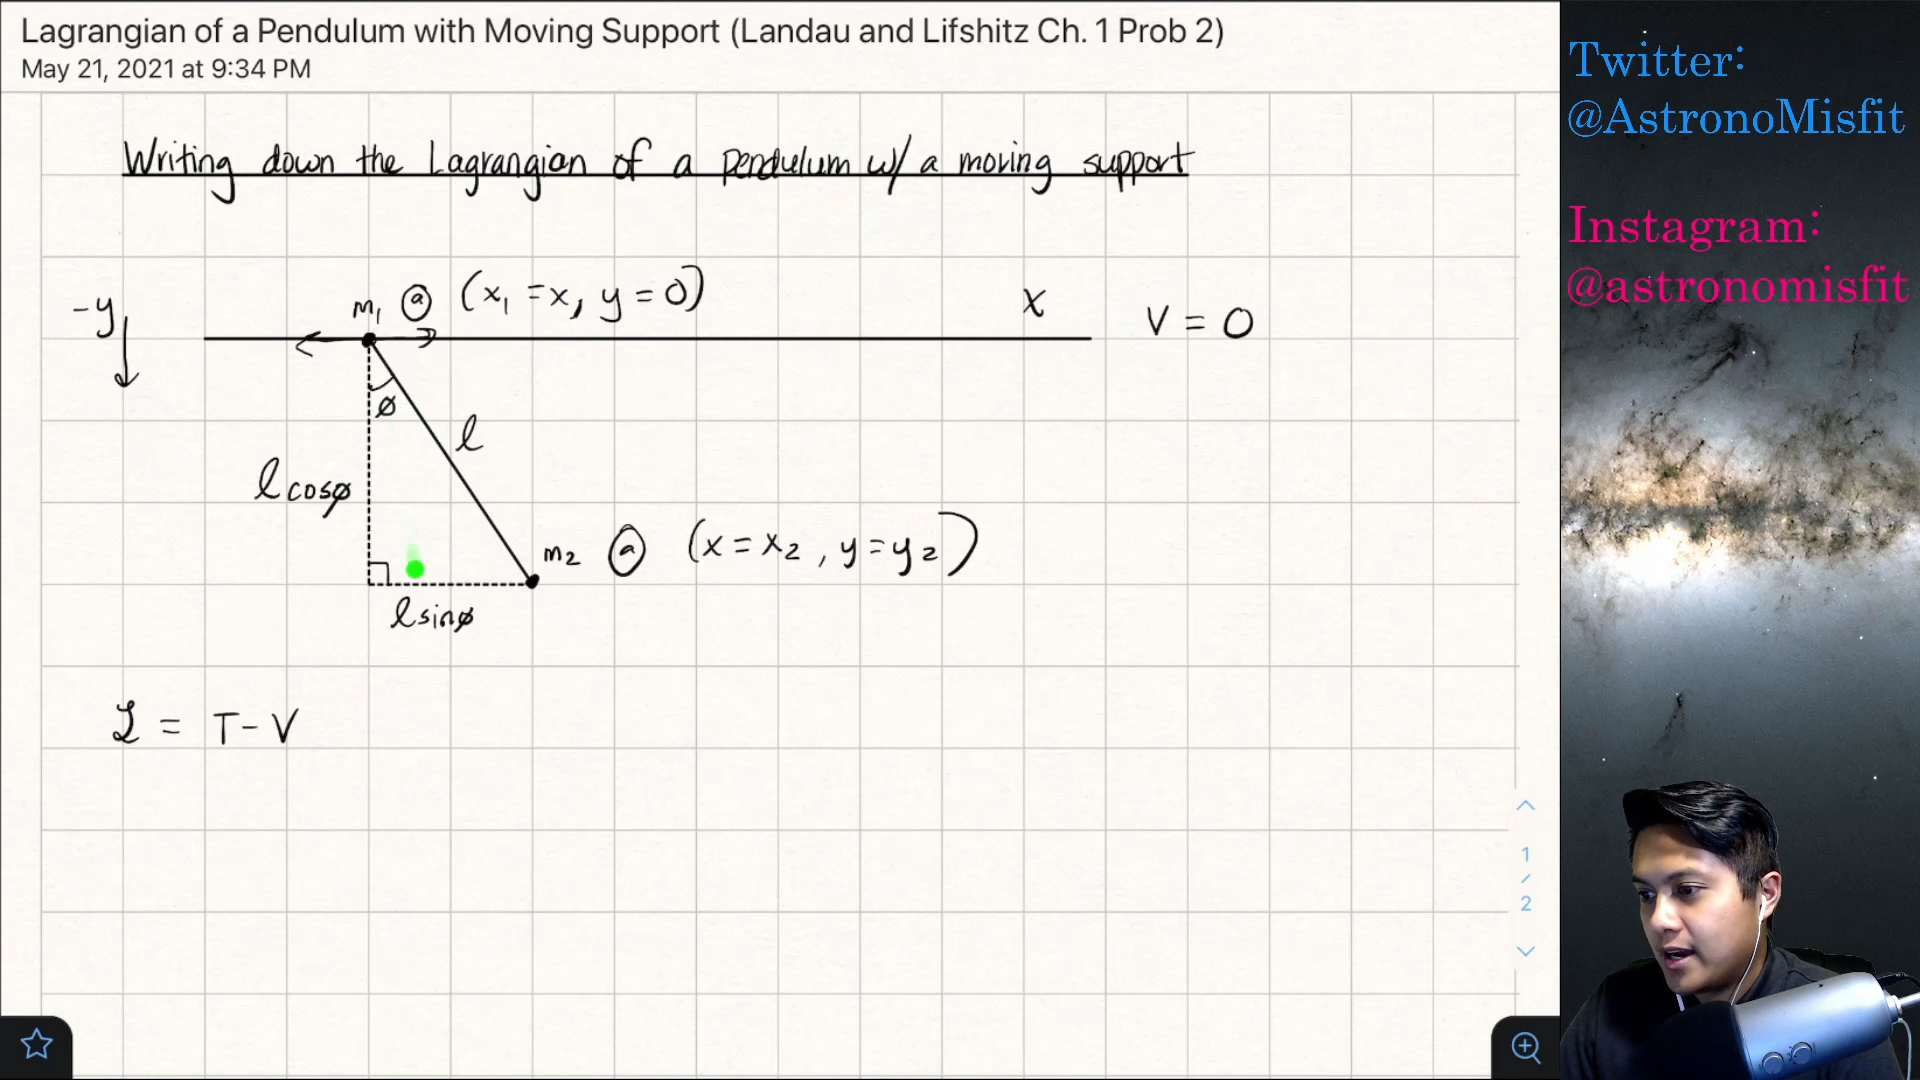 Lagrangian of a Pendulum with Moving Support (Landau and Lifshitz Ch. 1 Prob 2)
May 21, 2021 at 9:34 PM
Writing down the Lagrangian of a pendulum w/ a moving support
-y
m₁ @ (x₁ = x, y = 0)
x
V = 0
ϕ
l
l cosϕ
m₂ @ (x = x₂, y = y₂)
l sinϕ
ℒ = T - V
1
/
2
Twitter:
@AstronoMisfit
Instagram:
@astronomisfit